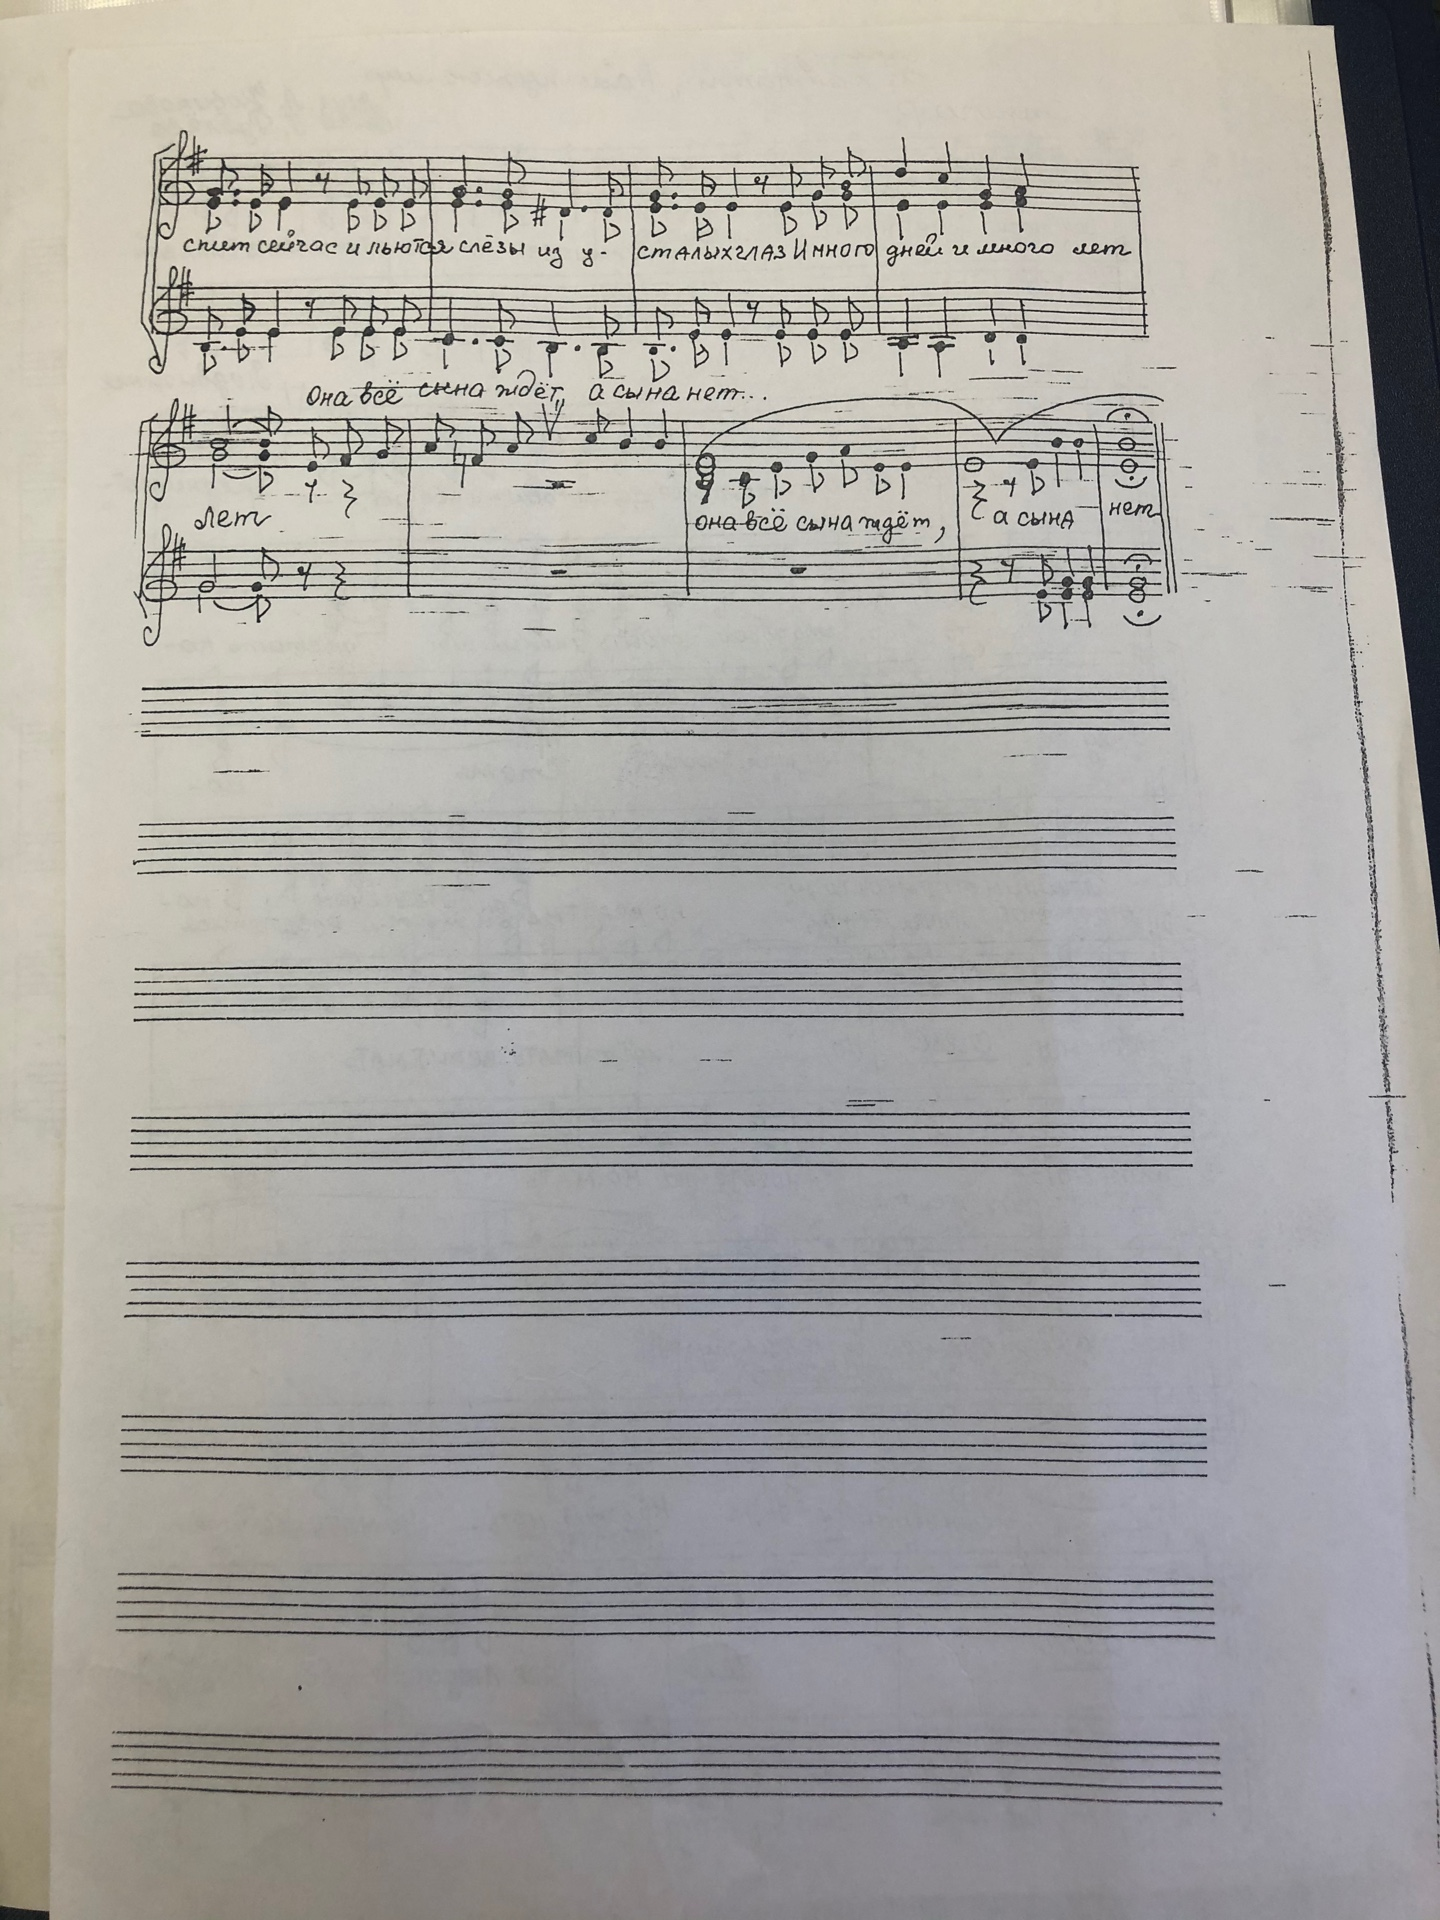 спит сейчас и льются слёзы из у- сталых глаз И много дней и много лет
Она всё сына ждёт, а сына нет...
лет она всё сына ждёт, а сына нет